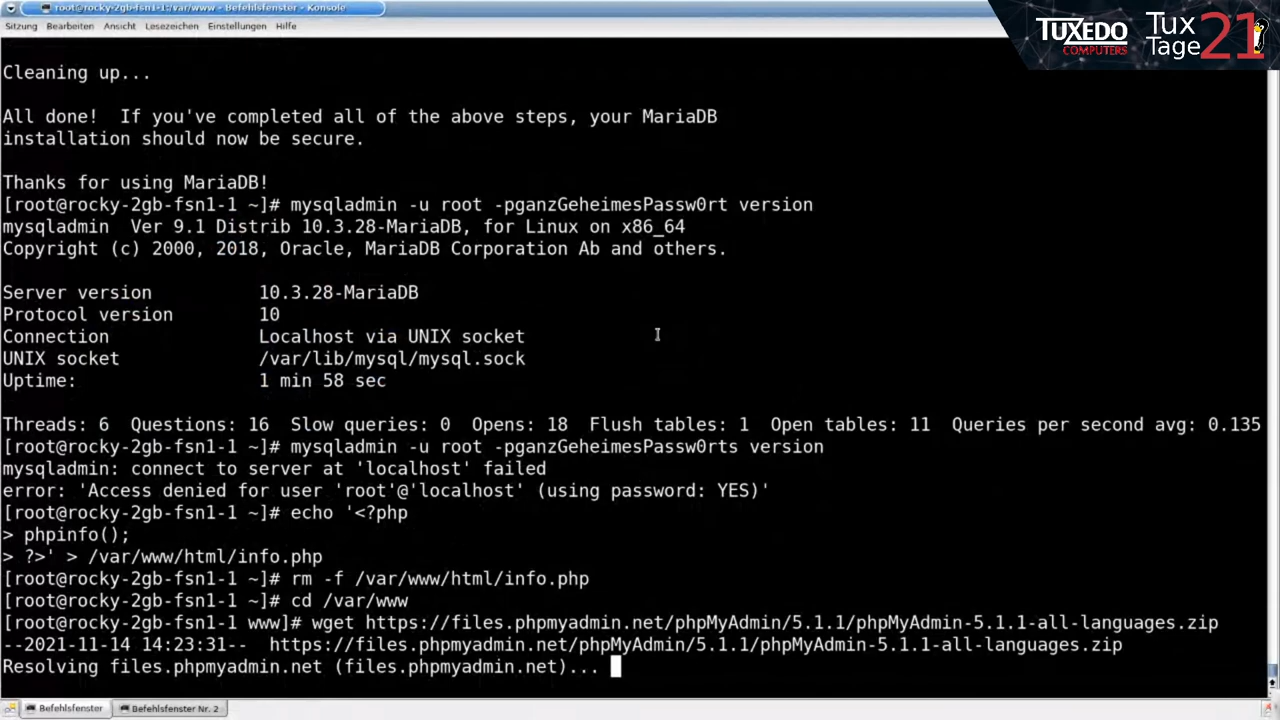 root@rocky-2gb-fsn1-1:/var/www - Befehlsfenster - Konsole
Sitzung Bearbeiten Ansicht Lesezeichen Einstellungen Hilfe
TUXEDO
COMPUTERS
Tux
Tage
21
Cleaning up...
All done!  If you've completed all of the above steps, your MariaDB
installation should now be secure.
Thanks for using MariaDB!
[root@rocky-2gb-fsn1-1 ~]# mysqladmin -u root -pganzGeheimesPassw0rt version
mysqladmin  Ver 9.1 Distrib 10.3.28-MariaDB, for Linux on x86_64
Copyright (c) 2000, 2018, Oracle, MariaDB Corporation Ab and others.
Server version          10.3.28-MariaDB
Protocol version        10
Connection              Localhost via UNIX socket
UNIX socket             /var/lib/mysql/mysql.sock
Uptime:                 1 min 58 sec
Threads: 6  Questions: 16  Slow queries: 0  Opens: 18  Flush tables: 1  Open tables: 11  Queries per second avg: 0.135
[root@rocky-2gb-fsn1-1 ~]# mysqladmin -u root -pganzGeheimesPassw0rts version
mysqladmin: connect to server at 'localhost' failed
error: 'Access denied for user 'root'@'localhost' (using password: YES)'
[root@rocky-2gb-fsn1-1 ~]# echo '<?php
> phpinfo();
> ?>' > /var/www/html/info.php
[root@rocky-2gb-fsn1-1 ~]# rm -f /var/www/html/info.php
[root@rocky-2gb-fsn1-1 ~]# cd /var/www
[root@rocky-2gb-fsn1-1 www]# wget https://files.phpmyadmin.net/phpMyAdmin/5.1.1/phpMyAdmin-5.1.1-all-languages.zip
--2021-11-14 14:23:31--  https://files.phpmyadmin.net/phpMyAdmin/5.1.1/phpMyAdmin-5.1.1-all-languages.zip
Resolving files.phpmyadmin.net (files.phpmyadmin.net)...
Befehlsfenster Befehlsfenster Nr. 2